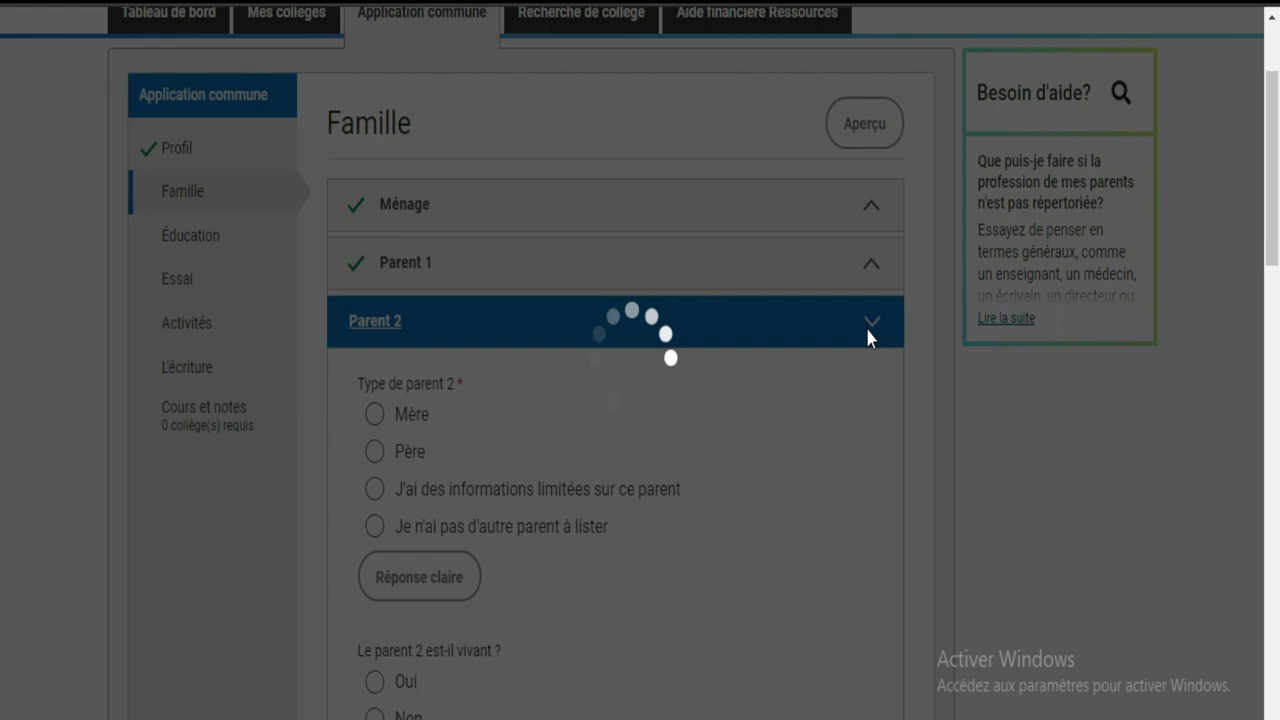 Tableau de bord
Mes collèges
Application commune
Recherche de collège
Aide financière Ressources
Application commune
Profil
Famille
Éducation
Essai
Activités
L'écriture
Cours et notes
0 collège(s) requis
Famille
Aperçu
Ménage
Parent 1
Parent 2
Type de parent 2 *
Mère
Père
J'ai des informations limitées sur ce parent
Je n'ai pas d'autre parent à lister
Réponse claire
Le parent 2 est-il vivant ?
Oui
Non
Besoin d'aide?
Que puis-je faire si la
profession de mes parents
n'est pas répertoriée?
Essayez de penser en
termes généraux, comme
un enseignant, un médecin,
un écrivain, un directeur ou
Lire la suite
Activer Windows
Accédez aux paramètres pour activer Windows.